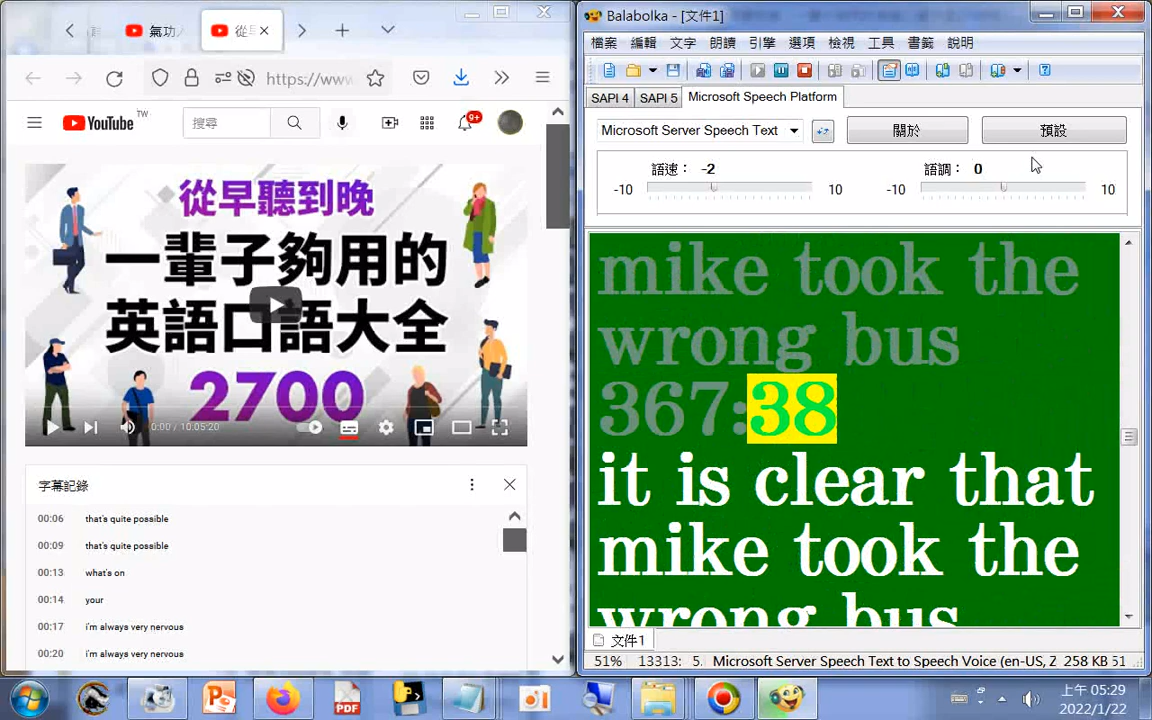 氣功
從
https://www
Balabolka - [文件1]
檔案 編輯 文字 朗讀 引擎 選項 檢視 工具 書籤 說明
SAPI 4 SAPI 5 Microsoft Speech Platform
Microsoft Server Speech Text
關於
預設
語速： -2
語調： 0
-10 10 -10 10
YouTube TW
搜尋
9+
從早聽到晚
一輩子夠用的
英語口語大全
2700
0:00 / 10:05:20
字幕記錄
00:06 that's quite possible
00:09 that's quite possible
00:13 what's on
00:14 your
00:17 i'm always very nervous
00:20 i'm always very nervous
mike took the
wrong bus
367:38
it is clear that
mike took the
wrong bus
文件1
51% 13313: 5. Microsoft Server Speech Text to Speech Voice (en-US, Z 258 KB 51
PDF
上午 05:29
2022/1/22